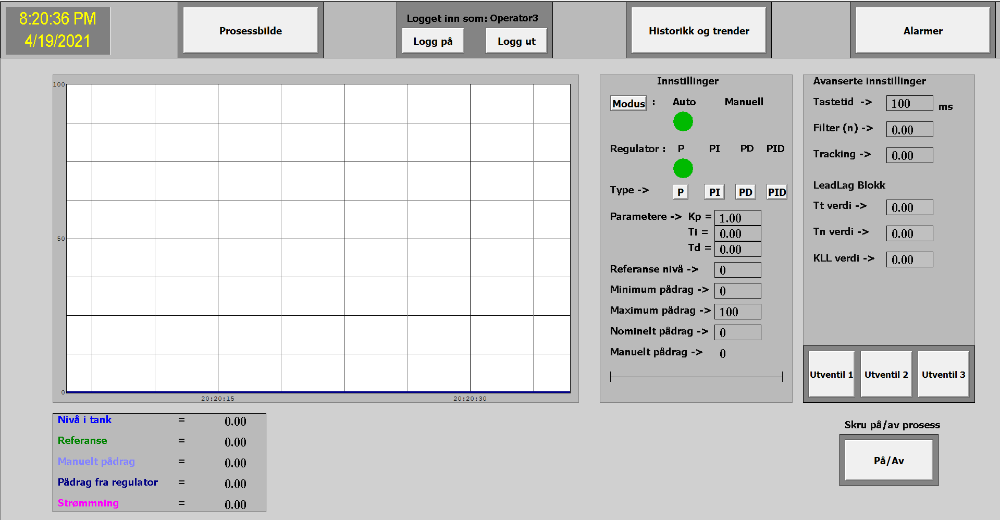 8:20:36 PM
4/19/2021
Prosessbilde
Logget inn som: Operator3
Logg på
Logg ut
Historikk og trender
Alarmer
100
50
0
20:20:15
20:20:30
Innstillinger
Modus : Auto Manuell
Regulator : P PI PD PID
Type -> P PI PD PID
Parametere -> Kp = 1.00
Ti = 0.00
Td = 0.00
Referanse nivå -> 0
Minimum pådrag -> 0
Maximum pådrag -> 100
Nominelt pådrag -> 0
Manuelt pådrag -> 0
Avanserte innstillinger
Tastetid -> 100 ms
Filter (n) -> 0.00
Tracking -> 0.00
LeadLag Blokk
Tt verdi -> 0.00
Tn verdi -> 0.00
KLL verdi -> 0.00
Utventil 1
Utventil 2
Utventil 3
Nivå i tank = 0.00
Referanse = 0.00
Manuelt pådrag = 0.00
Pådrag fra regulator = 0.00
Strømmning = 0.00
Skru på/av prosess
På/Av